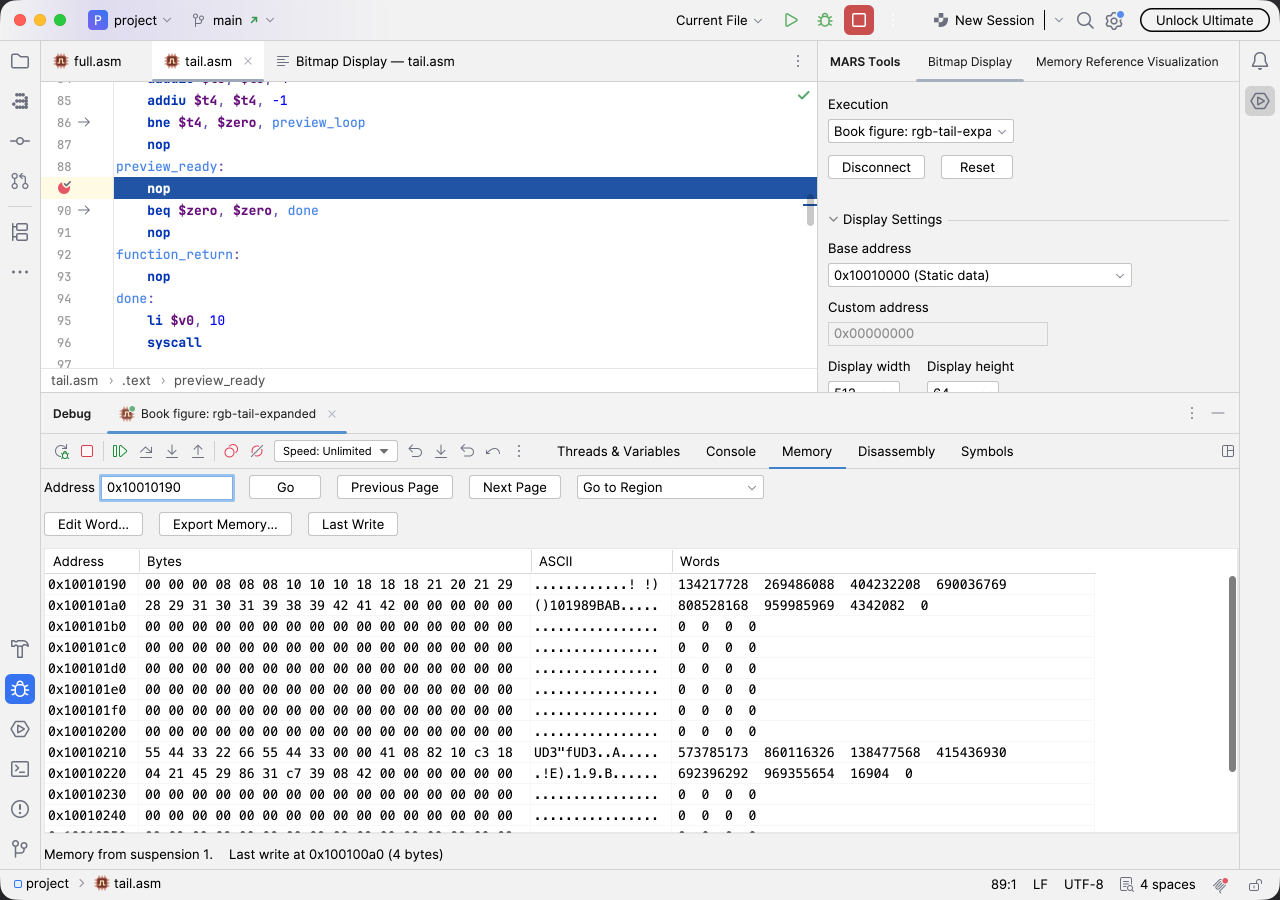 P project main Current File New Session Unlock Ultimate
full.asm tail.asm Bitmap Display — tail.asm
MARS Tools Bitmap Display Memory Reference Visualization
85 addiu $t4, $t4, -1
86 bne $t4, $zero, preview_loop
87 nop
88 preview_ready:
nop
90 beq $zero, $zero, done
91 nop
92 function_return:
93 nop
94 done:
95 li $v0, 10
96 syscall
97
tail.asm › .text › preview_ready
Execution
Book figure: rgb-tail-expa
Disconnect Reset
Display Settings
Base address
0x10010000 (Static data)
Custom address
0x00000000
Display width Display height
512 64
Debug Book figure: rgb-tail-expanded
Speed: Unlimited Threads & Variables Console Memory Disassembly Symbols
Address 0x10010190 Go Previous Page Next Page Go to Region
Edit Word... Export Memory... Last Write
Address Bytes ASCII Words
0x10010190 00 00 00 08 08 08 10 10 10 18 18 18 21 20 21 29 ............! !) 134217728 269486088 404232208 690036769
0x100101a0 28 29 31 30 31 39 38 39 42 41 42 00 00 00 00 00 ()101989BAB..... 808528168 959985969 4342082 0
0x100101b0 00 00 00 00 00 00 00 00 00 00 00 00 00 00 00 00 ................ 0 0 0 0
0x100101c0 00 00 00 00 00 00 00 00 00 00 00 00 00 00 00 00 ................ 0 0 0 0
0x100101d0 00 00 00 00 00 00 00 00 00 00 00 00 00 00 00 00 ................ 0 0 0 0
0x100101e0 00 00 00 00 00 00 00 00 00 00 00 00 00 00 00 00 ................ 0 0 0 0
0x100101f0 00 00 00 00 00 00 00 00 00 00 00 00 00 00 00 00 ................ 0 0 0 0
0x10010200 00 00 00 00 00 00 00 00 00 00 00 00 00 00 00 00 ................ 0 0 0 0
0x10010210 55 44 33 22 66 55 44 33 00 00 41 08 82 10 c3 18 UD3"fUD3..A..... 573785173 860116326 138477568 415436930
0x10010220 04 21 45 29 86 31 c7 39 08 42 00 00 00 00 00 00 .!E).1.9.B...... 692396292 969355654 16904 0
0x10010230 00 00 00 00 00 00 00 00 00 00 00 00 00 00 00 00 ................ 0 0 0 0
0x10010240 00 00 00 00 00 00 00 00 00 00 00 00 00 00 00 00 ................ 0 0 0 0
Memory from suspension 1. Last write at 0x100100a0 (4 bytes)
project › tail.asm 89:1 LF UTF-8 4 spaces